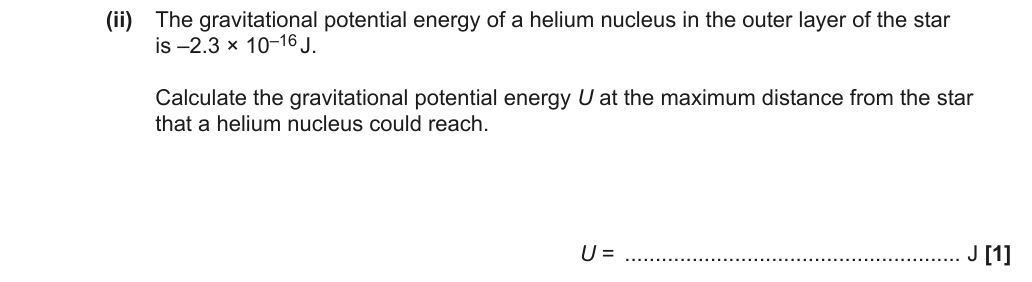 (ii) The gravitational potential energy of a helium nucleus in the outer layer of the star
is –2.3 × 10⁻¹⁶ J.
Calculate the gravitational potential energy U at the maximum distance from the star
that a helium nucleus could reach.
U = ...................................................... J [1]